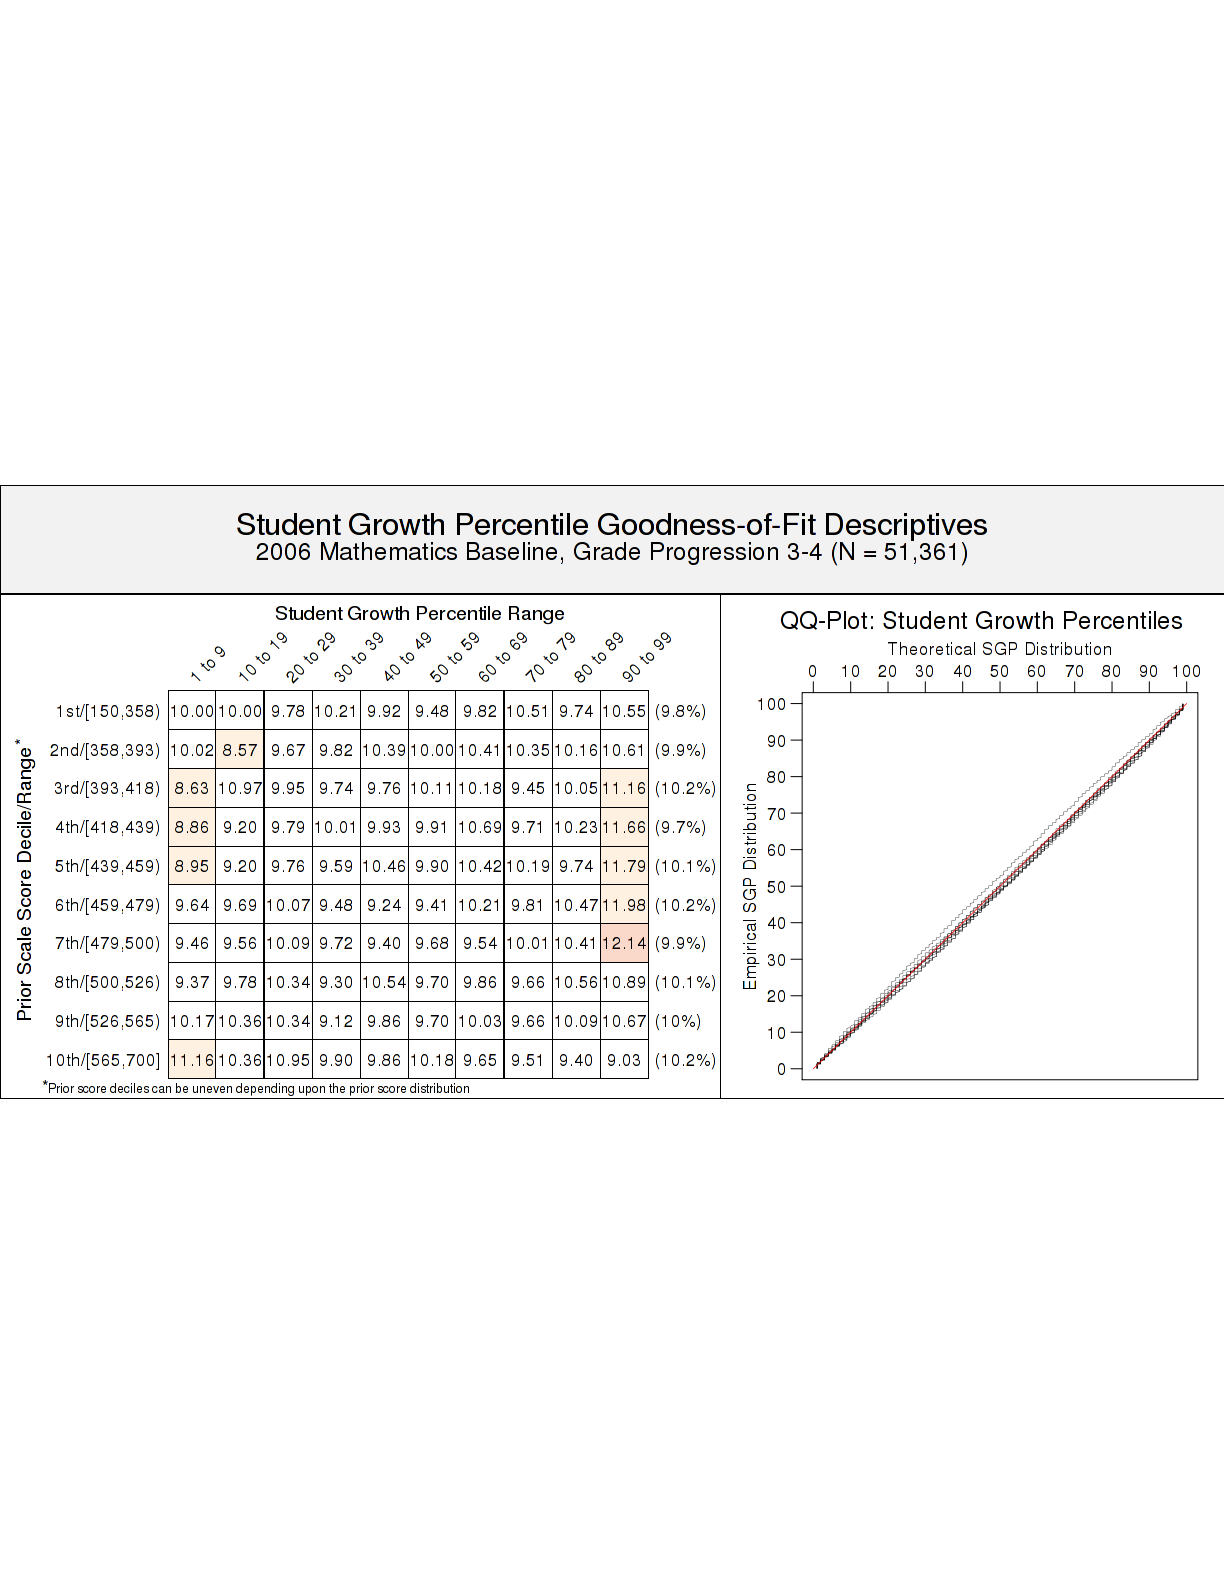 Student Growth Percentile Goodness-of-Fit Descriptives
2006 Mathematics Baseline, Grade Progression 3-4 (N = 51,361)
Student Growth Percentile Range
1 to 9 10 to 19 20 to 29 30 to 39 40 to 49 50 to 59 60 to 69 70 to 79 80 to 89 90 to 99
Prior Scale Score Decile/Range*
1st/[150,358) 10.00 10.00 9.78 10.21 9.92 9.48 9.82 10.51 9.74 10.55 (9.8%)
2nd/[358,393) 10.02 8.57 9.67 9.82 10.39 10.00 10.41 10.35 10.16 10.61 (9.9%)
3rd/[393,418) 8.63 10.97 9.95 9.74 9.76 10.11 10.18 9.45 10.05 11.16 (10.2%)
4th/[418,439) 8.86 9.20 9.79 10.01 9.93 9.91 10.69 9.71 10.23 11.66 (9.7%)
5th/[439,459) 8.95 9.20 9.76 9.59 10.46 9.90 10.42 10.19 9.74 11.79 (10.1%)
6th/[459,479) 9.64 9.69 10.07 9.48 9.24 9.41 10.21 9.81 10.47 11.98 (10.2%)
7th/[479,500) 9.46 9.56 10.09 9.72 9.40 9.68 9.54 10.01 10.41 12.14 (9.9%)
8th/[500,526) 9.37 9.78 10.34 9.30 10.54 9.70 9.86 9.66 10.56 10.89 (10.1%)
9th/[526,565) 10.17 10.36 10.34 9.12 9.86 9.70 10.03 9.66 10.09 10.67 (10%)
10th/[565,700] 11.16 10.36 10.95 9.90 9.86 10.18 9.65 9.51 9.40 9.03 (10.2%)
*Prior score deciles can be uneven depending upon the prior score distribution
QQ-Plot: Student Growth Percentiles
Theoretical SGP Distribution
0 10 20 30 40 50 60 70 80 90 100
Empirical SGP Distribution
100
90
80
70
60
50
40
30
20
10
0